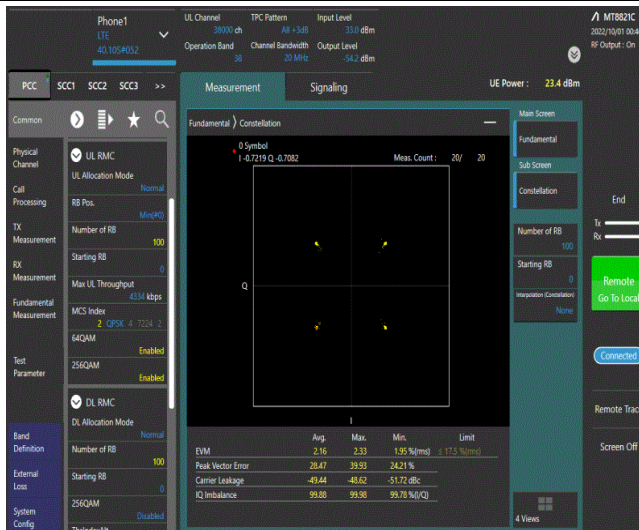 Phone1
LTE
40.10S#052
UL Channel
38000 ch
TPC Pattern
All +3dB
Input Level
33.0 dBm
Operation Band
38
Channel Bandwidth
20 MHz
Output Level
-54.2 dBm
MT8821C
2022/10/01 00:4
RF Output : On
PCC SCC1 SCC2 SCC3 >>
Measurement
Signaling
UE Power : 23.4 dBm
Common
Physical
Channel
Call
Processing
TX
Measurement
RX
Measurement
Fundamental
Measurement
Test
Parameter
Band
Definition
External
Loss
System
Config
UL RMC
UL Allocation Mode
Normal
RB Pos.
Min(#0)
Number of RB
100
Starting RB
0
Max UL Throughput
4334 kbps
MCS Index
2 QPSK 4 7224 2
64QAM
Enabled
256QAM
Enabled
DL RMC
DL Allocation Mode
Normal
Number of RB
100
Starting RB
0
256QAM
Disabled
Fundamental > Constellation
0 Symbol
I -0.7219 Q -0.7082
Meas. Count : 20/ 20
Q
I
Avg. Max. Min. Limit
EVM 2.16 2.33 1.95 %(rms) ≤ 17.5 %(rms)
Peak Vector Error 28.47 39.93 24.21 %
Carrier Leakage -49.44 -48.62 -51.72 dBc
IQ Imbalance 99.88 99.98 99.78 %(I/Q)
Main Screen
Fundamental
Sub Screen
Constellation
Number of RB
100
Starting RB
0
Interpolation (Constellation)
None
4 Views
End
Tx
Rx
Remote
Go To Local
Connected
Remote Trac
Screen Off